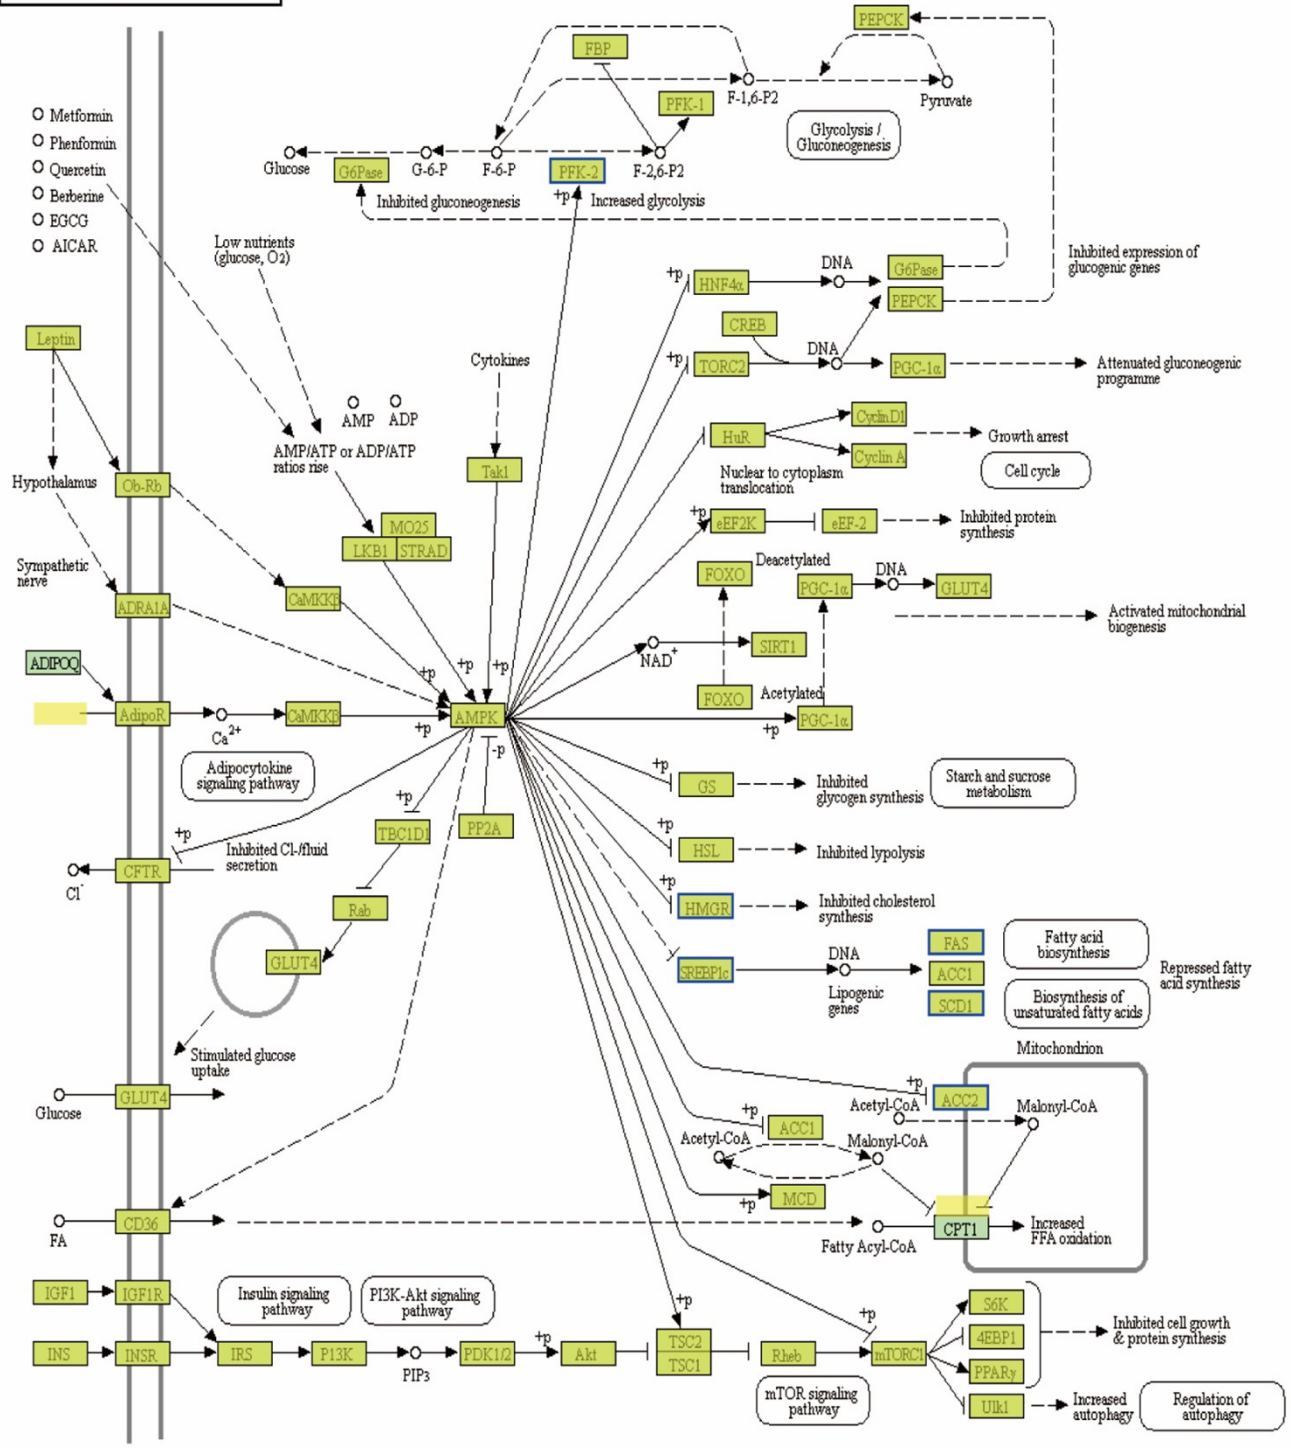 PEPCK
FBP
F-1,6-P2
Pyruvate
PFK-1
Glycolysis /
Gluconeogenesis
Metformin
Phenformin
Quercetin
Berberine
EGCG
AICAR
Glucose
G6Pase
G-6-P
F-6-P
PFK-2
F-2,6-P2
+p
Inhibited gluconeogenesis
Increased glycolysis
Low nutrients
(glucose, O2)
Inhibited expression of
glucogenic genes
+p
HNF4α
DNA
G6Pase
PEPCK
CREB
Leptin
Cytokines
+p
TORC2
DNA
PGC-1α
Attenuated gluconeogenic
programme
AMP
ADP
AMP/ATP or ADP/ATP
ratios rise
HuR
CyclinD1
Cyclin A
Growth arrest
Cell cycle
Nuclear to cytoplasm
translocation
Tak1
Hypothalamus
Ob-Rb
MO25
LKB1
STRAD
+p
eEF2K
eEF-2
Inhibited protein
synthesis
Sympathetic
nerve
ADRA1A
CaMKKβ
Deacetylated
FOXO
PGC-1α
DNA
GLUT4
Activated mitochondrial
biogenesis
NAD+
SIRT1
ADIPOQ
+p
+p
+p
FOXO
Acetylated
AdipoR
Ca2+
CaMKKβ
+p
AMPK
+p
PGC-1α
Adipocytokine
signaling pathway
-p
+p
GS
Inhibited
glycogen synthesis
Starch and sucrose
metabolism
+p
TBC1D1
PP2A
+p
HSL
Inhibited lypolysis
+p
Inhibited Cl-/fluid
secretion
CFTR
Cl-
+p
HMGR
Inhibited cholesterol
synthesis
Rab
GLUT4
SREBP1c
DNA
Lipogenic
genes
FAS
ACC1
SCD1
Fatty acid
biosynthesis
Biosynthesis of
unsaturated fatty acids
Repressed fatty
acid synthesis
Stimulated glucose
uptake
Mitochondrion
Glucose
GLUT4
+p
ACC2
Acetyl-CoA
Malonyl-CoA
+p
ACC1
Acetyl-CoA
Malonyl-CoA
MCD
+p
FA
CD36
Fatty Acyl-CoA
CPT1
Increased
FFA oxidation
IGF1
IGF1R
Insulin signaling
pathway
PI3K-Akt signaling
pathway
+p
+p
S6K
4EBP1
PPARγ
Ulk1
Inhibited cell growth
& protein synthesis
INS
INSR
IRS
P13K
PIP3
PDK1/2
+p
Akt
TSC2
TSC1
Rheb
mTORC1
mTOR signaling
pathway
Increased
autophagy
Regulation of
autophagy